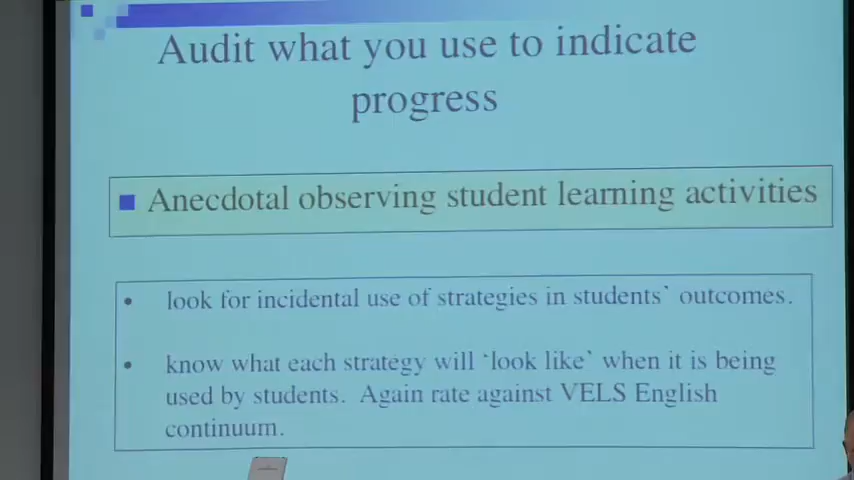 Audit what you use to indicate
progress
Anecdotal observing student learning activities
• look for incidental use of strategies in students' outcomes.
• know what each strategy will 'look like' when it is being
used by students. Again rate against VELS English
continuum.